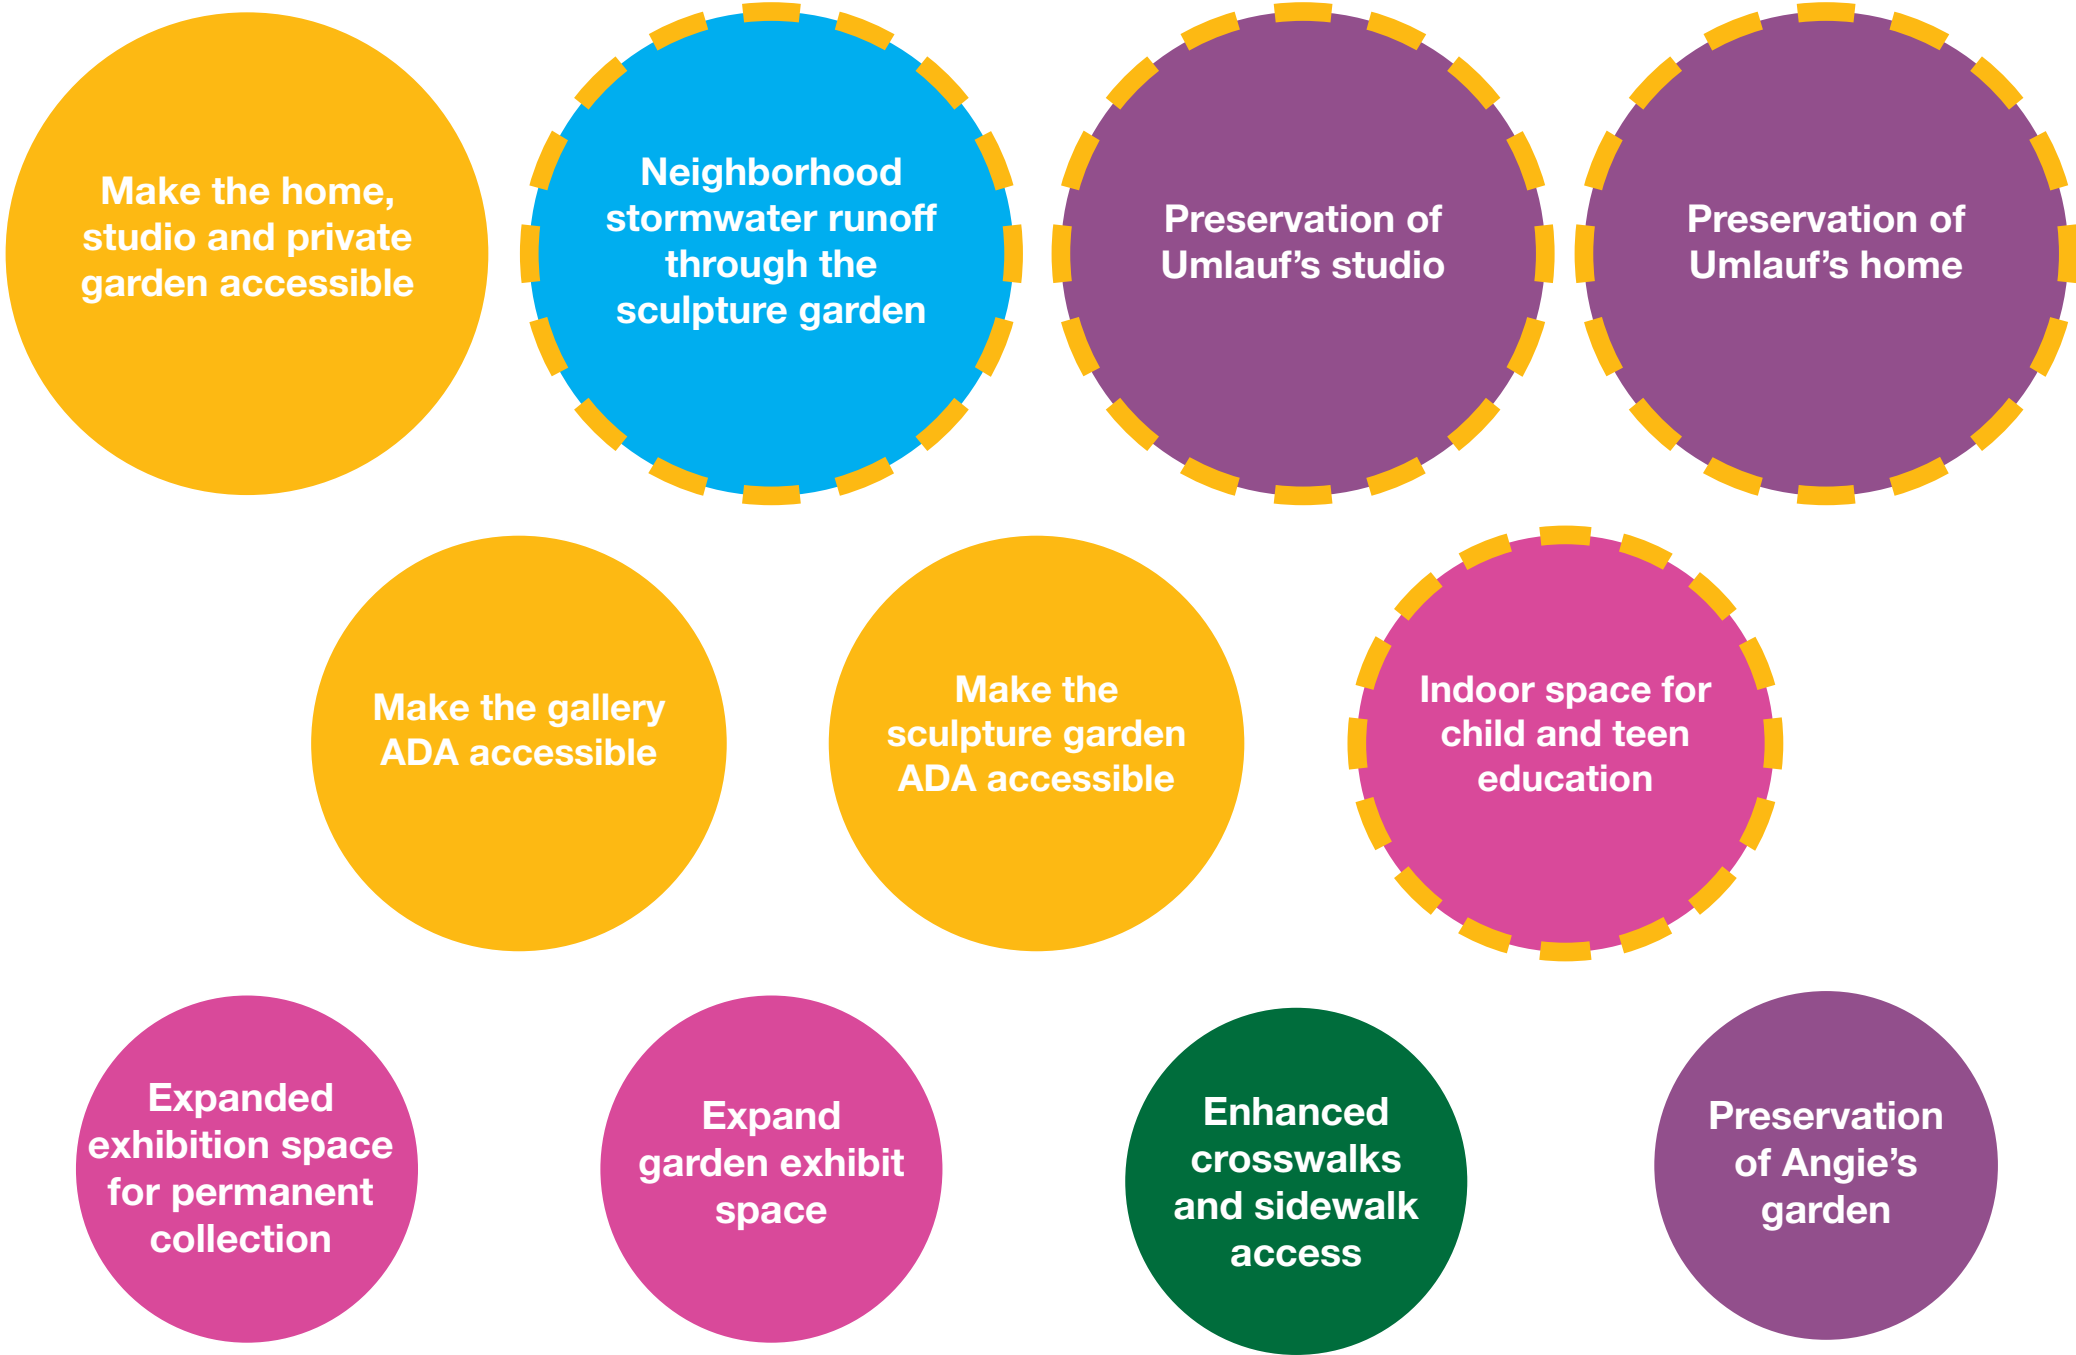 Make the home,
studio and private
garden accessible
Neighborhood
stormwater runoff
through the
sculpture garden
Preservation of
Umlauf’s studio
Preservation of
Umlauf’s home
Make the gallery
ADA accessible
Make the
sculpture garden
ADA accessible
Indoor space for
child and teen
education
Expanded
exhibition space
for permanent
collection
Expand
garden exhibit
space
Enhanced
crosswalks
and sidewalk
access
Preservation
of Angie’s
garden